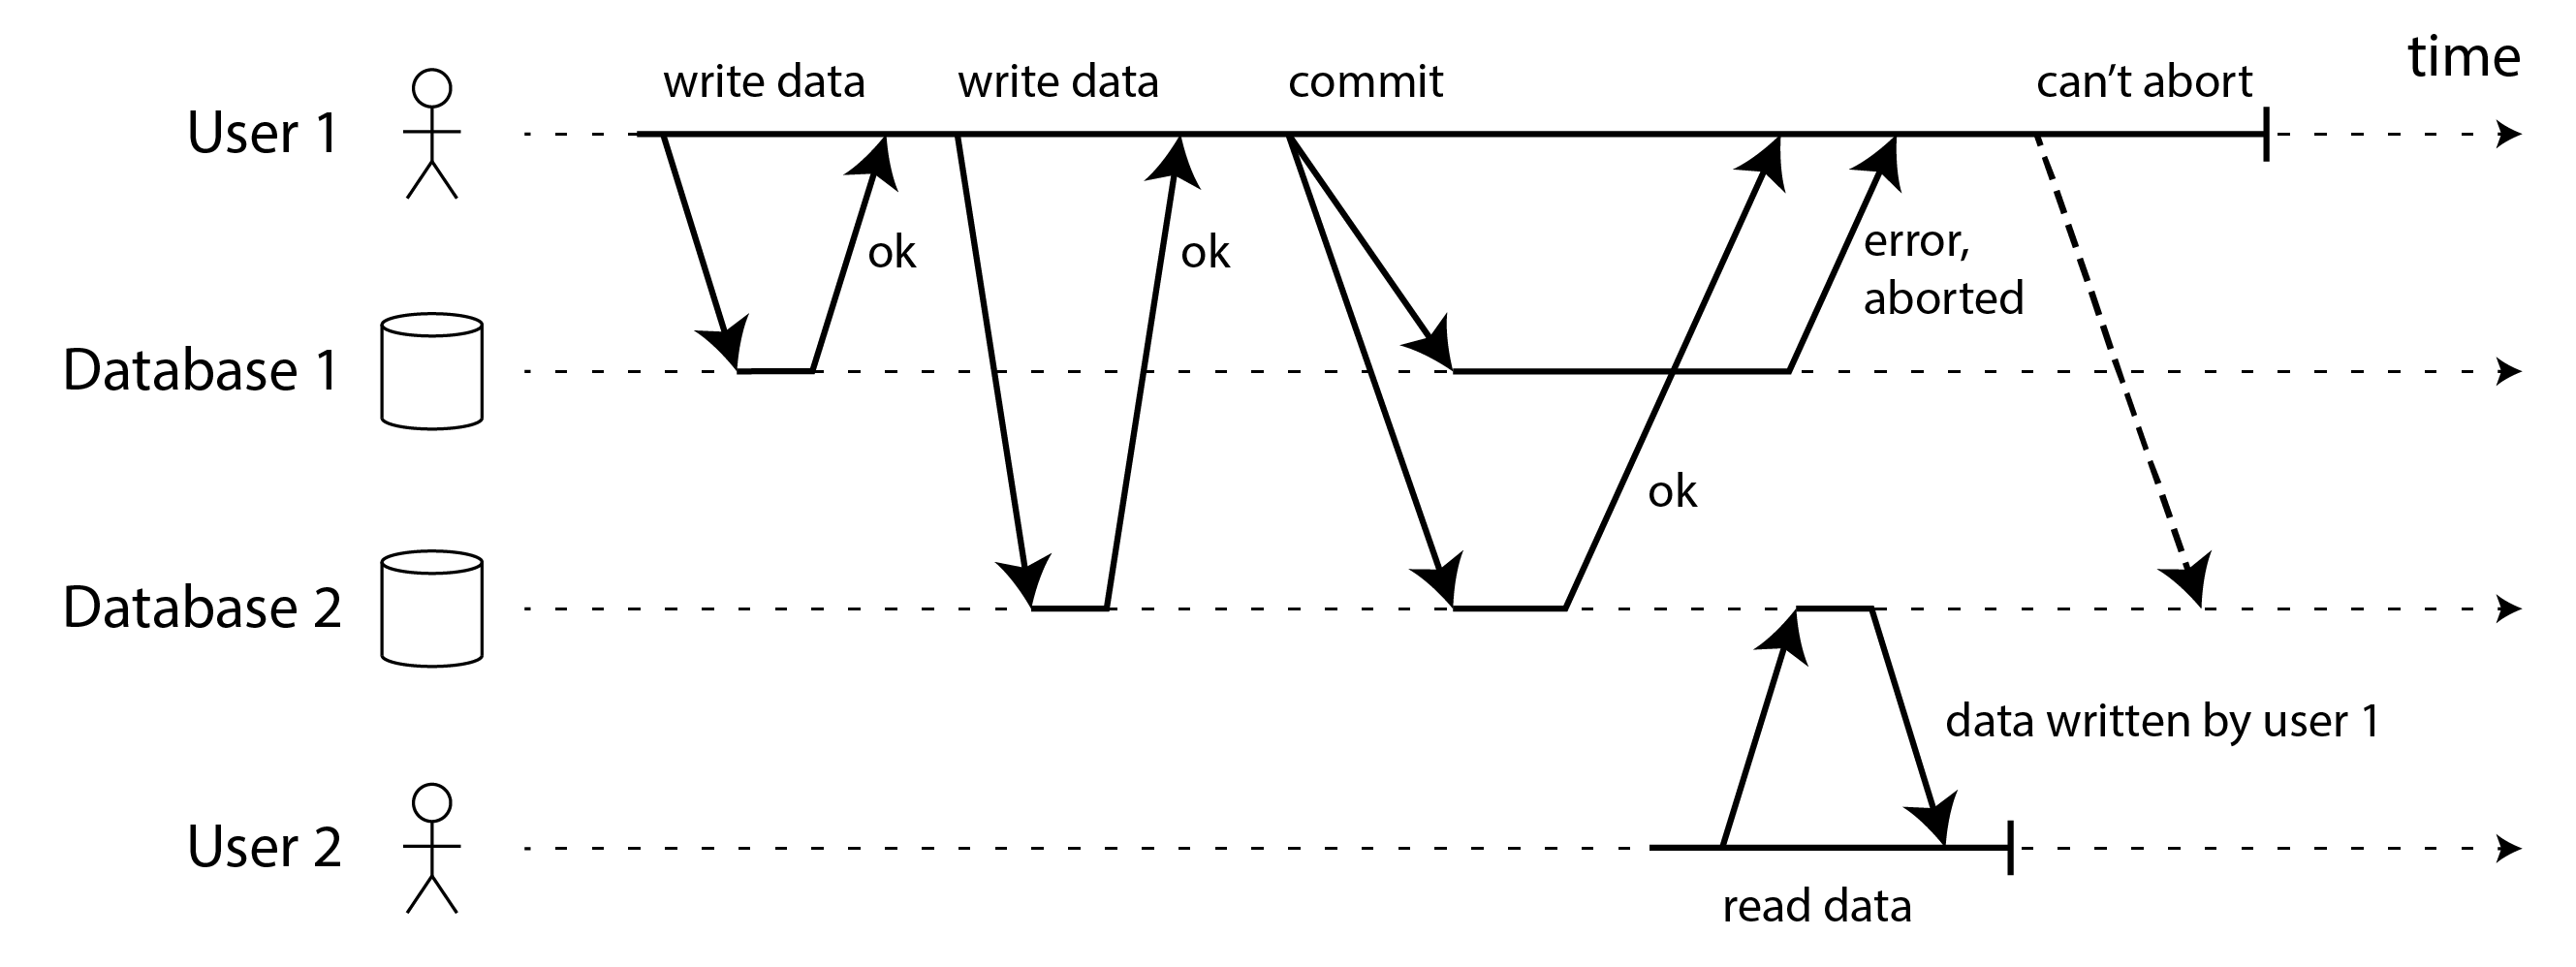 time
write data
write data
commit
can’t abort
User 1
ok
ok
error,
aborted
Database 1
ok
Database 2
data written by user 1
User 2
read data